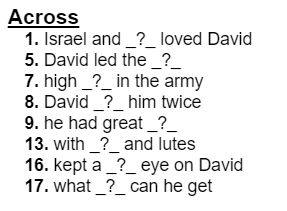 Across
1. Israel and _?_ loved David
5. David led the _?_
7. high _?_ in the army
8. David _?_ him twice
9. he had great _?_
13. with _?_ and lutes
16. kept a _?_ eye on David
17. what _?_ can he get